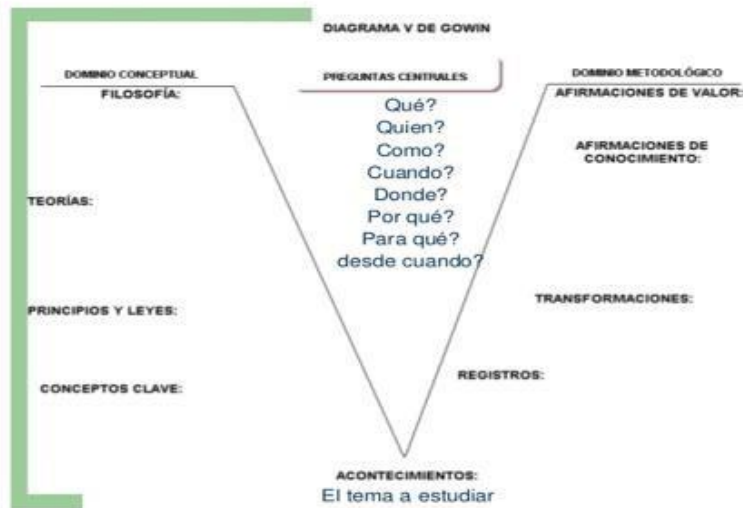 DIAGRAMA V DE GOWIN
DOMINIO CONCEPTUAL
FILOSOFÍA:
TEORÍAS:
PRINCIPIOS Y LEYES:
CONCEPTOS CLAVE:
PREGUNTAS CENTRALES
Qué?
Quien?
Como?
Cuando?
Donde?
Por qué?
Para qué?
desde cuando?
DOMINIO METODOLÓGICO
AFIRMACIONES DE VALOR:
AFIRMACIONES DE
CONOCIMIENTO:
TRANSFORMACIONES:
REGISTROS:
ACONTECIMIENTOS:
El tema a estudiar